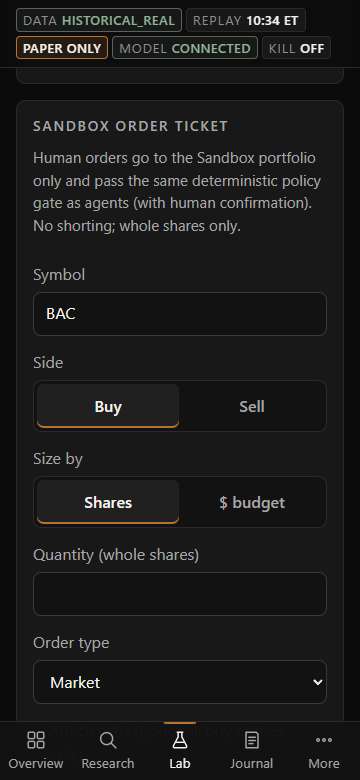 DATA HISTORICAL_REAL REPLAY 10:34 ET
PAPER ONLY MODEL CONNECTED KILL OFF
SANDBOX ORDER TICKET
Human orders go to the Sandbox portfolio
only and pass the same deterministic policy
gate as agents (with human confirmation).
No shorting; whole shares only.
Symbol
BAC
Side
Buy Sell
Size by
Shares $ budget
Quantity (whole shares)
Order type
Market
Overview Research Lab Journal More